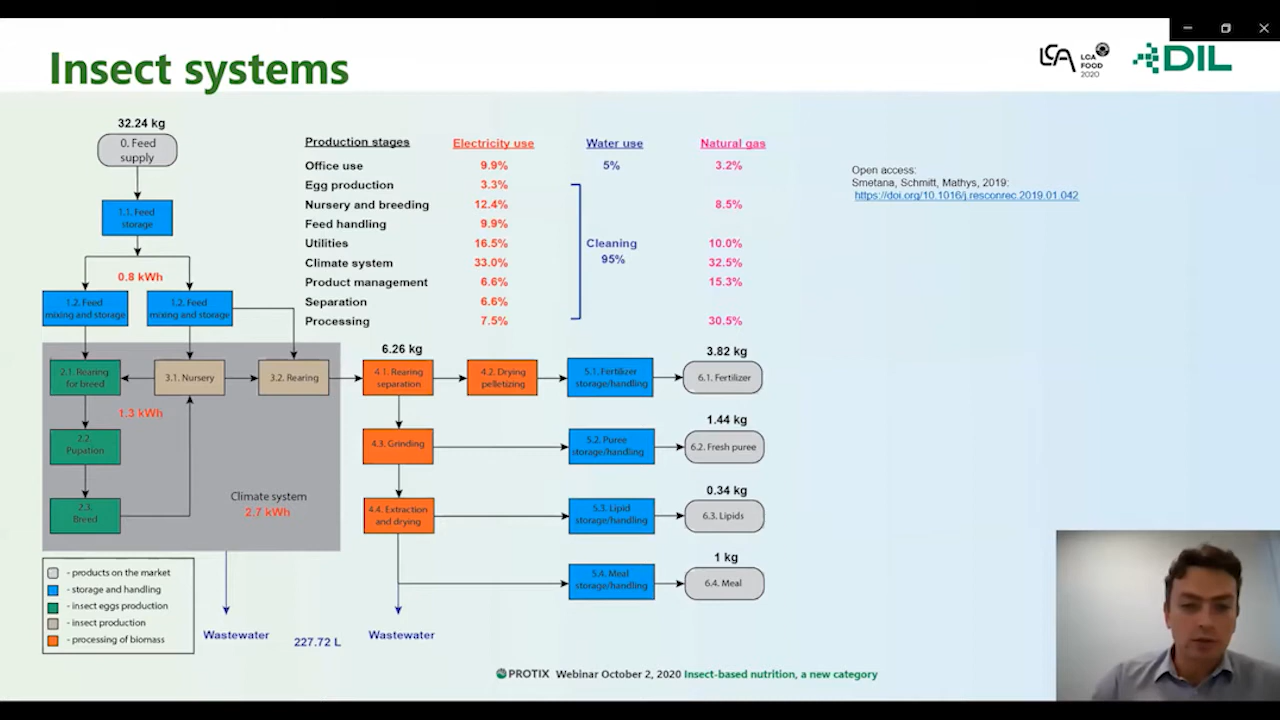 Insect systems
LCA
LCA
FOOD
2020
DIL
32.24 kg
0. Feed
supply
1.1. Feed
storage
0.8 kWh
1.2. Feed
mixing and storage
1.2. Feed
mixing and storage
Production stages Electricity use Water use Natural gas
Office use 9.9% 5% 3.2%
Egg production 3.3%
Nursery and breeding 12.4% 8.5%
Feed handling 9.9%
Utilities 16.5% Cleaning 10.0%
95%
Climate system 33.0% 32.5%
Product management 6.6% 15.3%
Separation 6.6%
Processing 7.5% 30.5%
Open access:
Smetana, Schmitt, Mathys, 2019:
https://doi.org/10.1016/j.resconrec.2019.01.042
2.1. Rearing
for breed
3.1. Nursery
3.2. Rearing
6.26 kg
4.1. Rearing
separation
4.2. Drying
pelletizing
5.1. Fertilizer
storage/handling
3.82 kg
6.1. Fertilizer
1.3 kWh
2.2.
Pupation
4.3. Grinding
5.2. Puree
storage/handling
1.44 kg
6.2. Fresh puree
2.3.
Breed
Climate system
2.7 kWh
4.4. Extraction
and drying
5.3. Lipid
storage/handling
0.34 kg
6.3. Lipids
5.4. Meal
storage/handling
1 kg
6.4. Meal
- products on the market
- storage and handling
- insect eggs production
- insect production
- processing of biomass
Wastewater 227.72 L Wastewater
PROTIX Webinar October 2, 2020 Insect-based nutrition, a new category